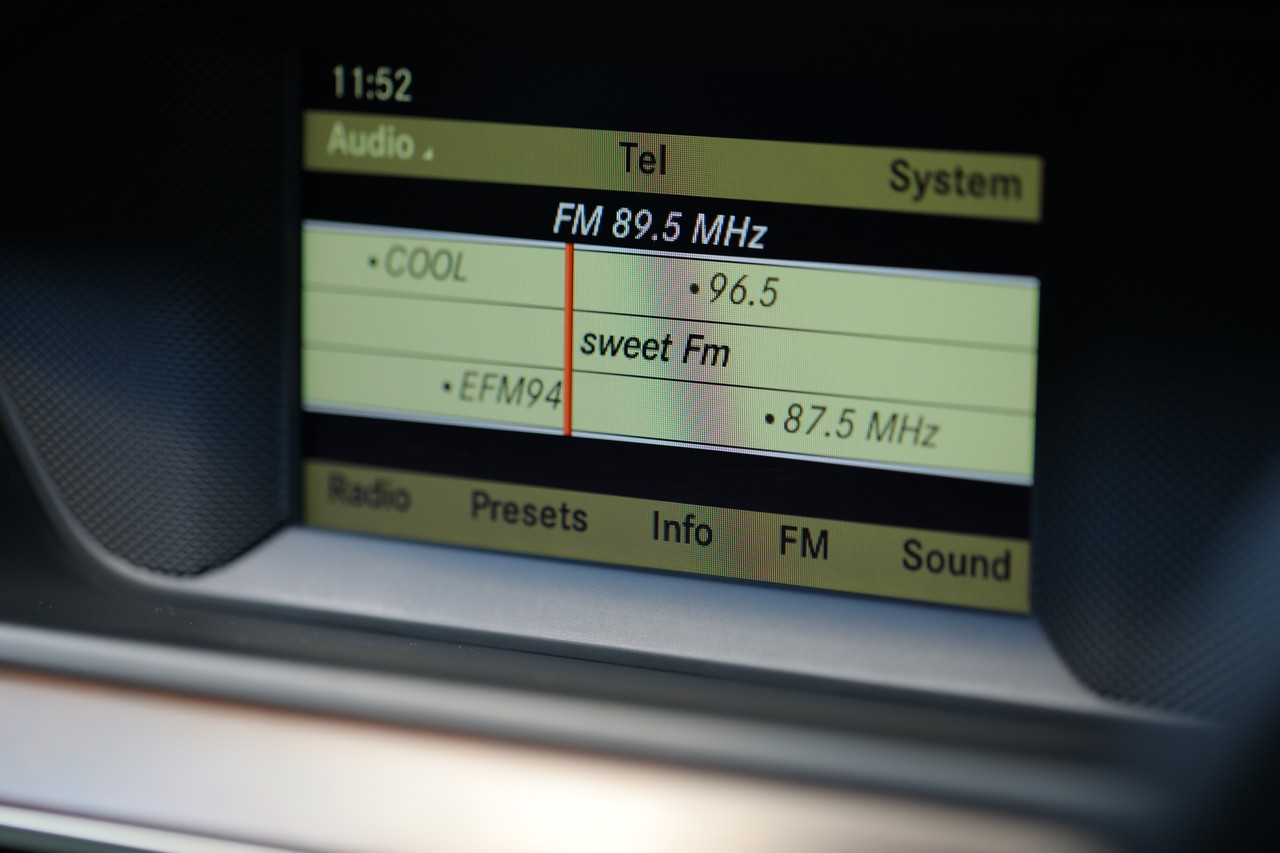 11:52
Audio Tel System
FM 89.5 MHz
•COOL •96.5
sweet Fm
•EFM94 •87.5 MHz
Radio Presets Info FM Sound